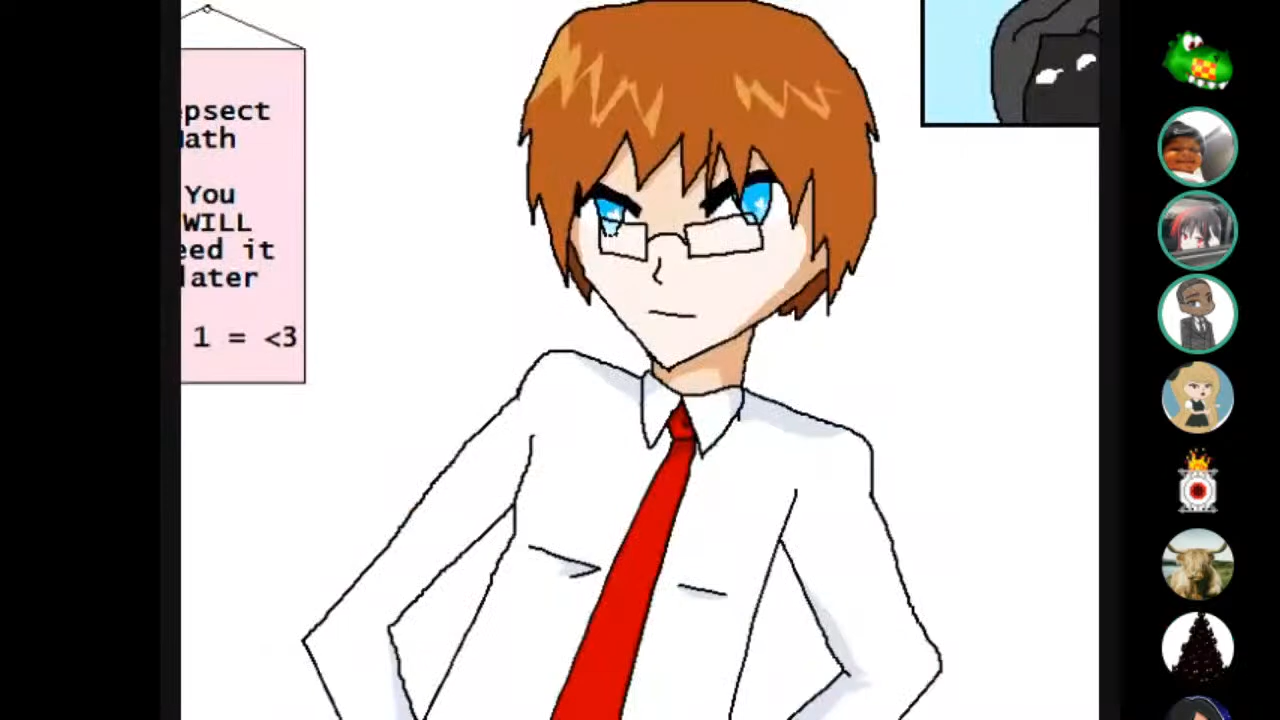 psect
ath
You
WILL
eed it
later
1 = <3